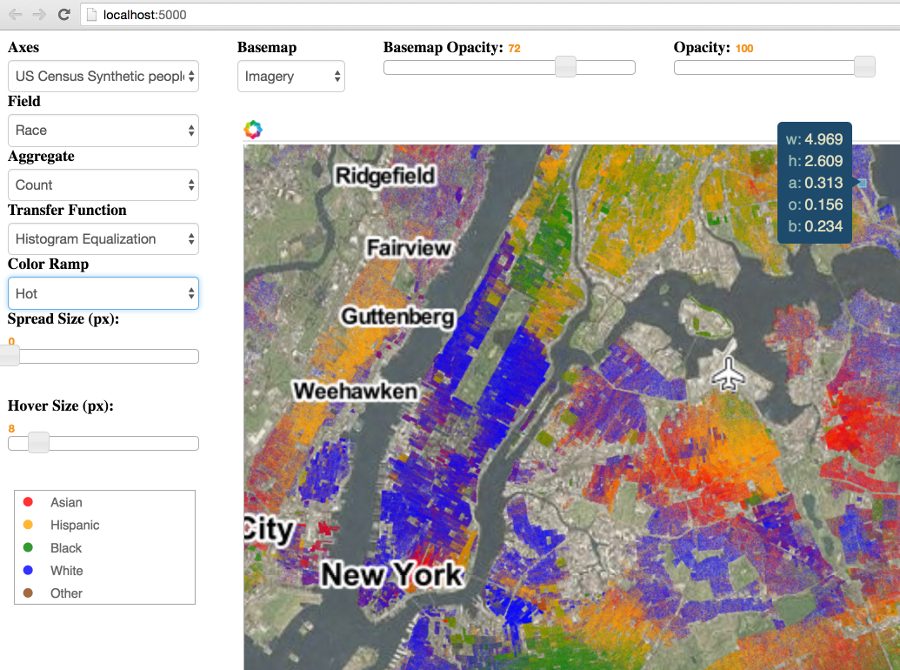 localhost:5000
Axes
US Census Synthetic peopl
Field
Race
Aggregate
Count
Transfer Function
Histogram Equalization
Color Ramp
Hot
Spread Size (px):
0
Hover Size (px):
8
Asian
Hispanic
Black
White
Other
Basemap
Imagery
Basemap Opacity: 72
Opacity: 100
w: 4.969
h: 2.609
a: 0.313
o: 0.156
b: 0.234
Ridgefield
Fairview
Guttenberg
Weehawken
City
New York